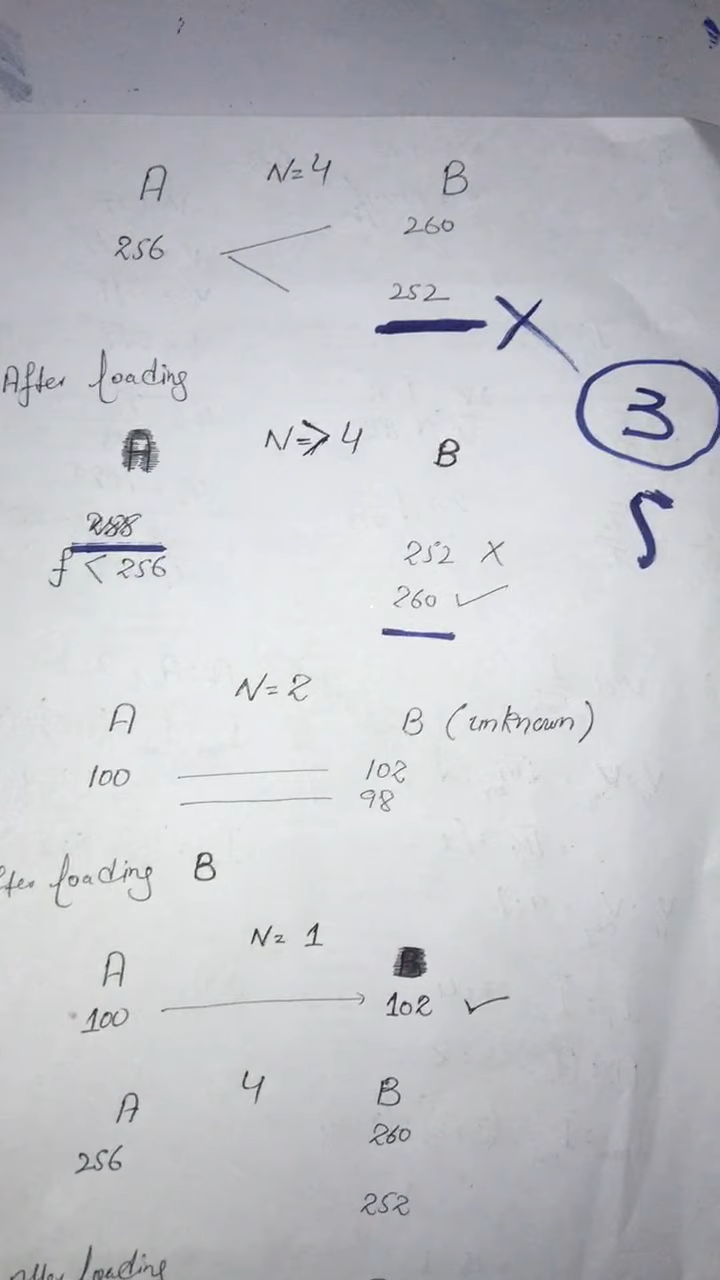 A N=4 B
256 260
252 X
3
After loading
A N=> 4 B
S
288 252 X
f < 256 260 ✓
N=2
A B (unknown)
100 102
98
fter loading B
N= 1
A B
100 → 102 ✓
A 4 B
256 260
252
After loading